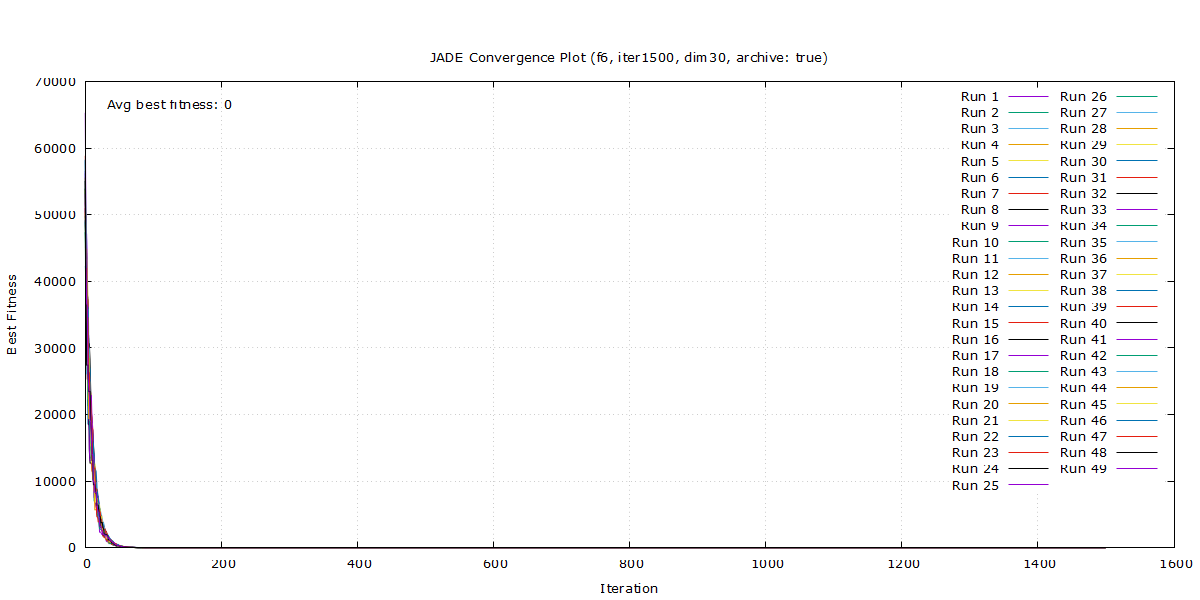 JADE Convergence Plot (f6, iter1500, dim30, archive: true)
70000
60000
50000
40000
30000
20000
10000
0
Best Fitness
Avg best fitness: 0
Run 1
Run 2
Run 3
Run 4
Run 5
Run 6
Run 7
Run 8
Run 9
Run 10
Run 11
Run 12
Run 13
Run 14
Run 15
Run 16
Run 17
Run 18
Run 19
Run 20
Run 21
Run 22
Run 23
Run 24
Run 25
Run 26
Run 27
Run 28
Run 29
Run 30
Run 31
Run 32
Run 33
Run 34
Run 35
Run 36
Run 37
Run 38
Run 39
Run 40
Run 41
Run 42
Run 43
Run 44
Run 45
Run 46
Run 47
Run 48
Run 49
0 200 400 600 800 1000 1200 1400 1600
Iteration